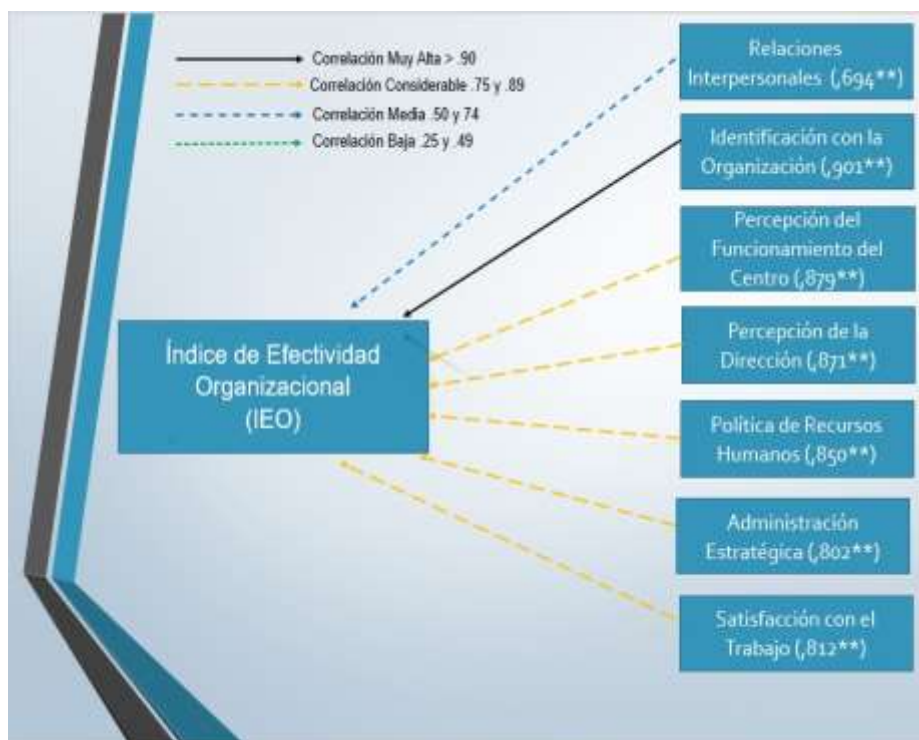 Correlación Muy Alta > .90
Correlación Considerable .75 y .89
Correlación Media .50 y 74
Correlación Baja .25 y .49
Índice de Efectividad
Organizacional
(IEO)
Relaciones
Interpersonales (,694**)
Identificación con la
Organización (,901**)
Percepción del
Funcionamiento del
Centro (,879**)
Percepción de la
Dirección (,871**)
Política de Recursos
Humanos (,850**)
Administración
Estratégica (,802**)
Satisfacción con el
Trabajo (,812**)